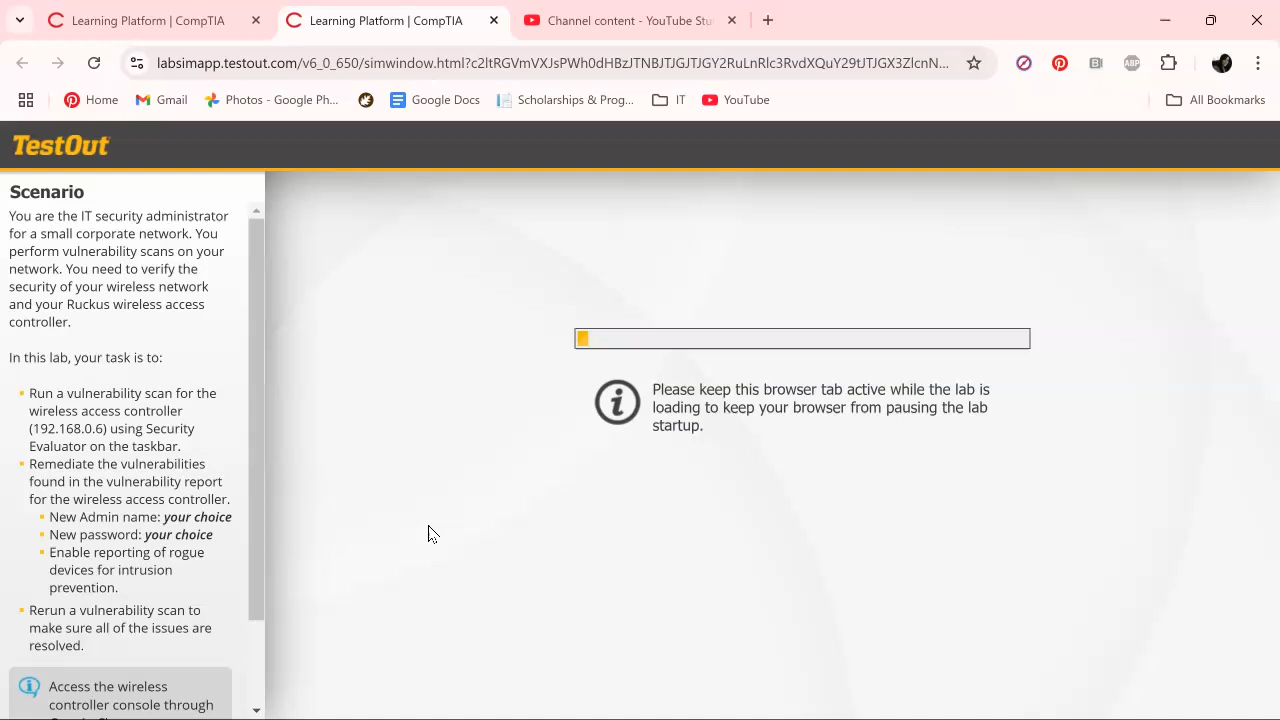 Learning Platform | CompTIA
Learning Platform | CompTIA
Channel content - YouTube Stu
labsimapp.testout.com/v6_0_650/simwindow.html?c2ltRGVmVXJsPWh0dHBzJTNBJTJGJTJGY2RuLnRlc3RvdXQuY29tJTJGX3ZlcnN...
Home
Gmail
Photos - Google Ph...
Google Docs
Scholarships & Prog...
IT
YouTube
All Bookmarks
TestOut
Scenario
You are the IT security administrator
for a small corporate network. You
perform vulnerability scans on your
network. You need to verify the
security of your wireless network
and your Ruckus wireless access
controller.
In this lab, your task is to:
Run a vulnerability scan for the
wireless access controller
(192.168.0.6) using Security
Evaluator on the taskbar.
Remediate the vulnerabilities
found in the vulnerability report
for the wireless access controller.
New Admin name: your choice
New password: your choice
Enable reporting of rogue
devices for intrusion
prevention.
Rerun a vulnerability scan to
make sure all of the issues are
resolved.
Access the wireless
controller console through
Please keep this browser tab active while the lab is
loading to keep your browser from pausing the lab
startup.